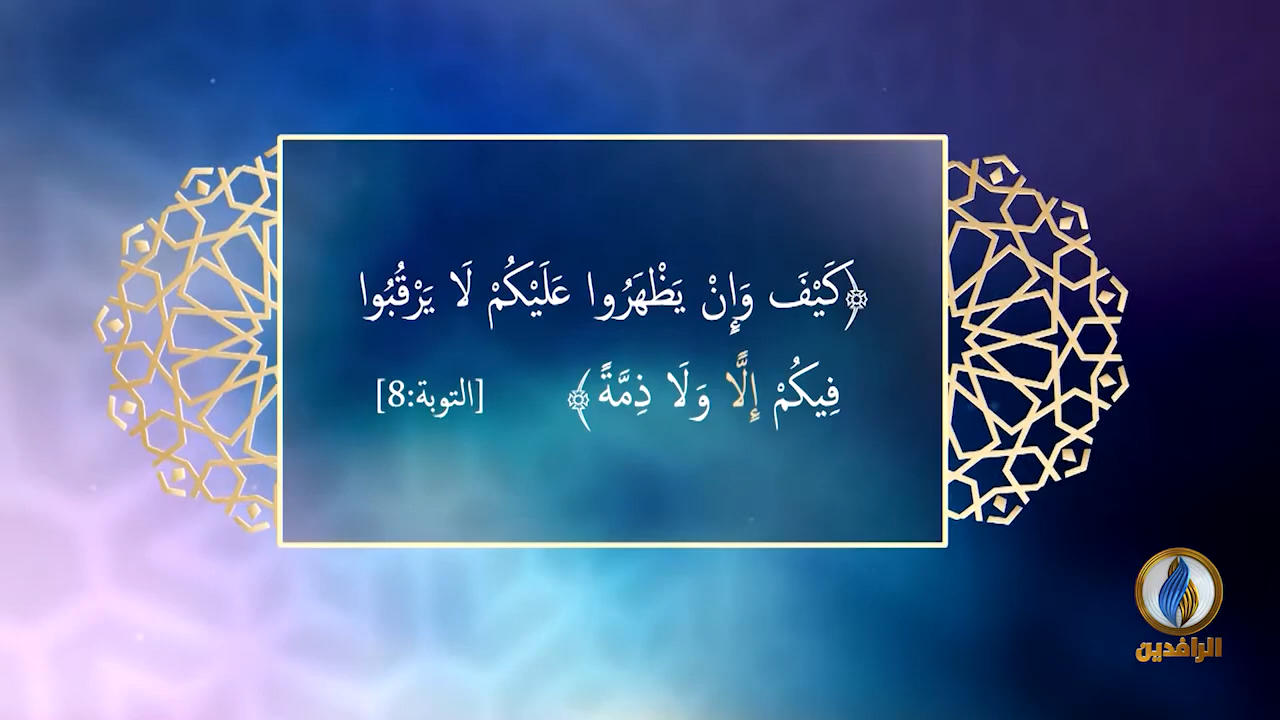 ﴿كَيْفَ وَإِنْ يَظْهَرُوا عَلَيْكُمْ لَا يَرْقُبُوا
فِيكُمْ إِلًّا وَلَا ذِمَّةً﴾ [التوبة:8]
الرافدين